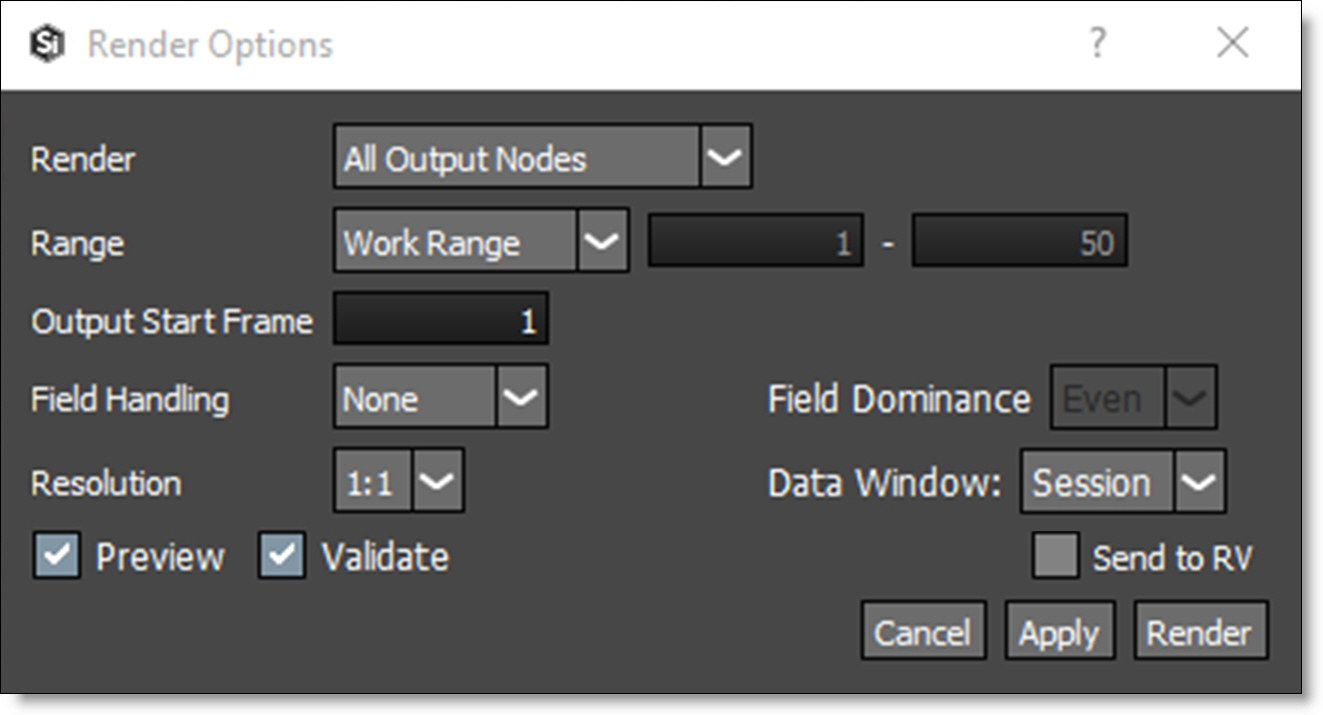 Si Render Options ?
Render All Output Nodes
Range Work Range 1 - 50
Output Start Frame 1
Field Handling None Field Dominance Even
Resolution 1:1 Data Window: Session
Preview Validate Send to RV
Cancel Apply Render